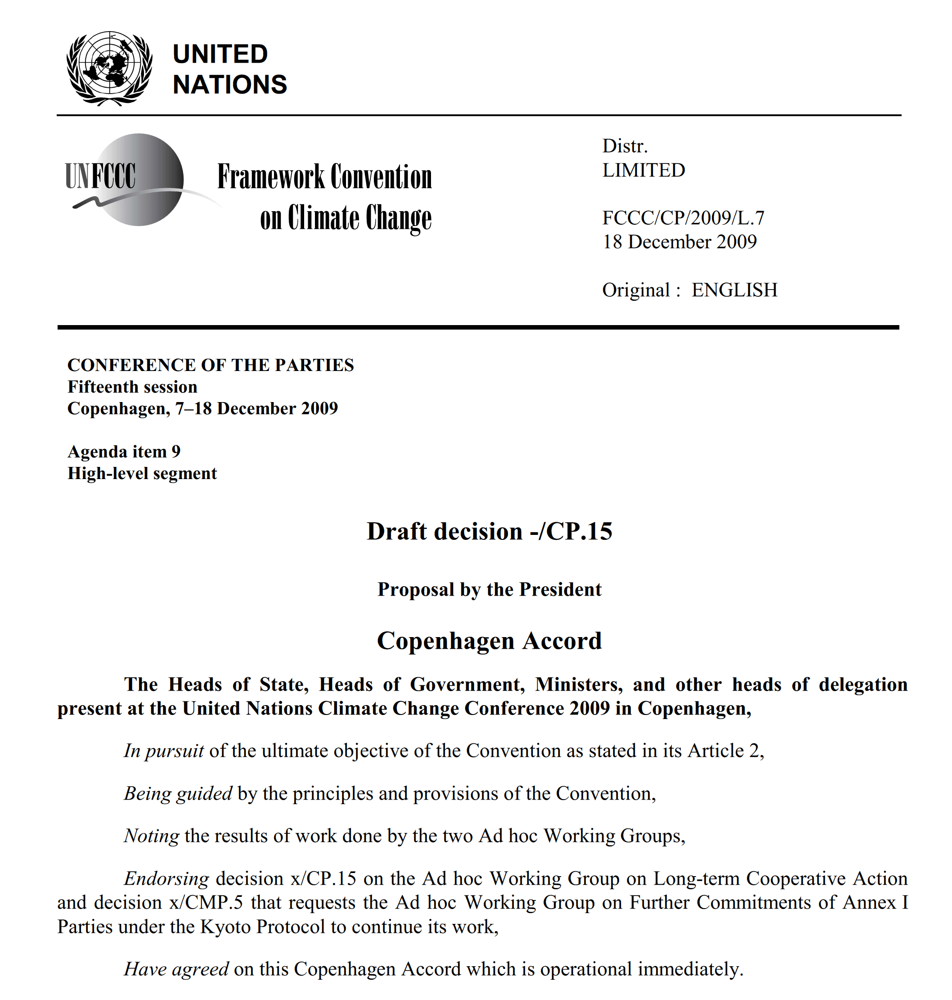 UNITED
NATIONS
UNFCCC
Framework Convention
on Climate Change
Distr.
LIMITED
FCCC/CP/2009/L.7
18 December 2009
Original :  ENGLISH
CONFERENCE OF THE PARTIES
Fifteenth session
Copenhagen, 7–18 December 2009
Agenda item 9
High-level segment
Draft decision -/CP.15
Proposal by the President
Copenhagen Accord
The Heads of State, Heads of Government, Ministers, and other heads of delegation
present at the United Nations Climate Change Conference 2009 in Copenhagen,
In pursuit of the ultimate objective of the Convention as stated in its Article 2,
Being guided by the principles and provisions of the Convention,
Noting the results of work done by the two Ad hoc Working Groups,
Endorsing decision x/CP.15 on the Ad hoc Working Group on Long-term Cooperative Action
and decision x/CMP.5 that requests the Ad hoc Working Group on Further Commitments of Annex I
Parties under the Kyoto Protocol to continue its work,
Have agreed on this Copenhagen Accord which is operational immediately.